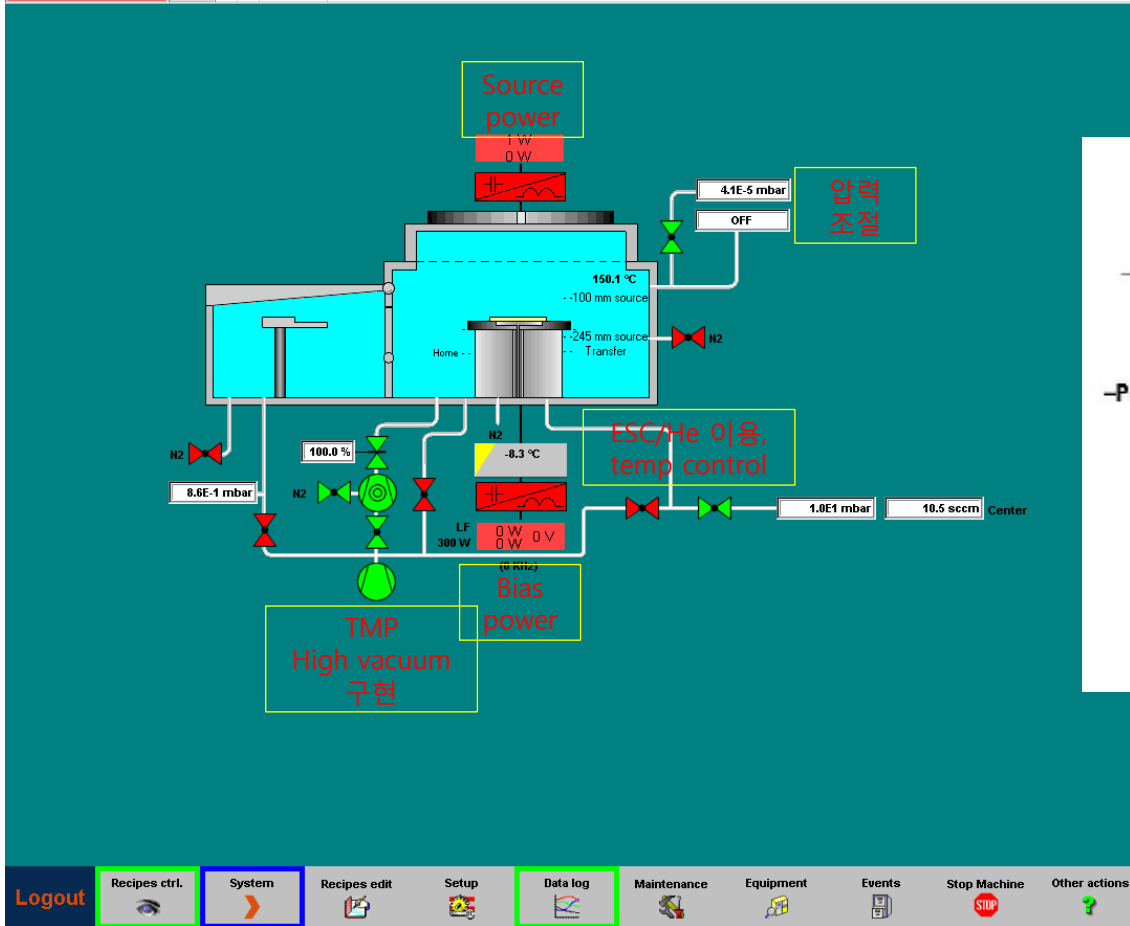 Source
power
1 W
0 W
4.1E-5 mbar
압력
조절
OFF
150.1 °C
--100 mm source
--245 mm source
N2
Home --
-- Transfer
-P
ESC/He 이용,
temp control
N2
N2
100.0 %
-8.3 °C
8.6E-1 mbar
N2
1.0E1 mbar
10.5 sccm
Center
LF
300 W
0 W
0 W
0 V
(0 KHz)
Bias
power
TMP
High vacuum
구현
Logout
Recipes ctrl.
System
Recipes edit
Setup
Data log
Maintenance
Equipment
Events
Stop Machine
STOP
Other actions